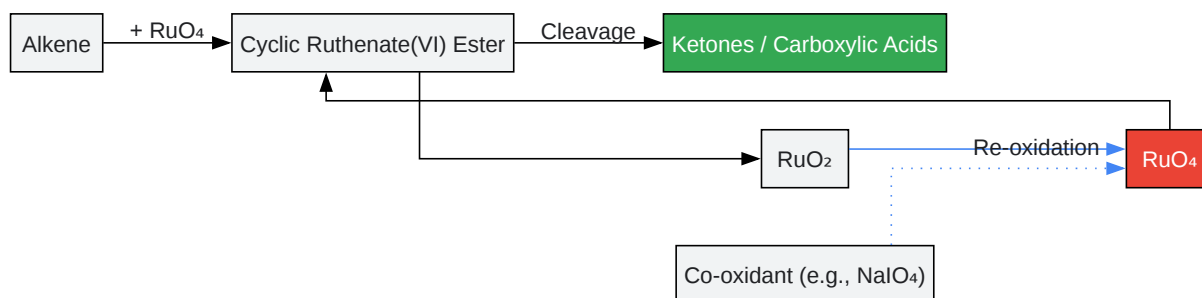 Alkene
+ RuO₄
Cyclic Ruthenate(VI) Ester
Cleavage
Ketones / Carboxylic Acids
RuO₂
Re-oxidation
RuO₄
Co-oxidant (e.g., NaIO₄)